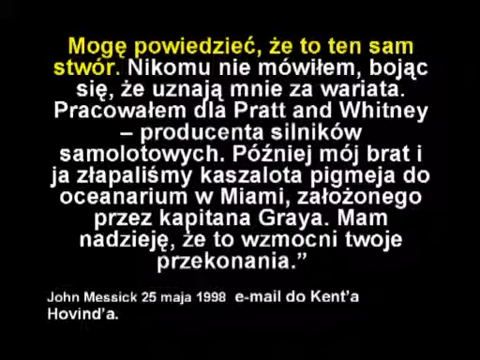 Mogę powiedzieć, że to ten sam
stwór. Nikomu nie mówiłem, bojąc
się, że uznają mnie za wariata.
Pracowałem dla Pratt and Whitney
– producenta silników
samolotowych. Później mój brat i
ja złapaliśmy kaszalota pigmeja do
oceanarium w Miami, założonego
przez kapitana Graya. Mam
nadzieję, że to wzmocni twoje
przekonania.”
John Messick 25 maja 1998 e-mail do Kent’a
Hovind’a.